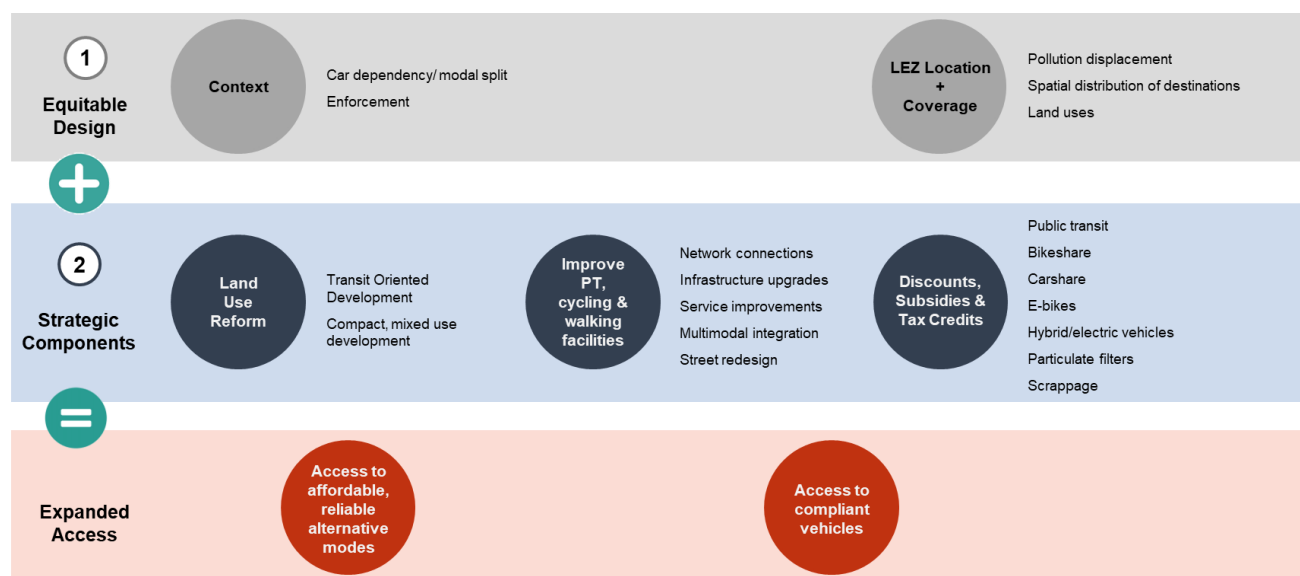 1
Equitable
Design
Context
Car dependency/ modal split
Enforcement
LEZ Location
+
Coverage
Pollution displacement
Spatial distribution of destinations
Land uses
+
2
Strategic
Components
Land
Use
Reform
Transit Oriented
Development
Compact, mixed use
development
Improve
PT,
cycling &
walking
facilities
Network connections
Infrastructure upgrades
Service improvements
Multimodal integration
Street redesign
Discounts,
Subsidies &
Tax Credits
Public transit
Bikeshare
Carshare
E-bikes
Hybrid/electric vehicles
Particulate filters
Scrappage
=
Expanded
Access
Access to
affordable,
reliable
alternative
modes
Access to
compliant
vehicles